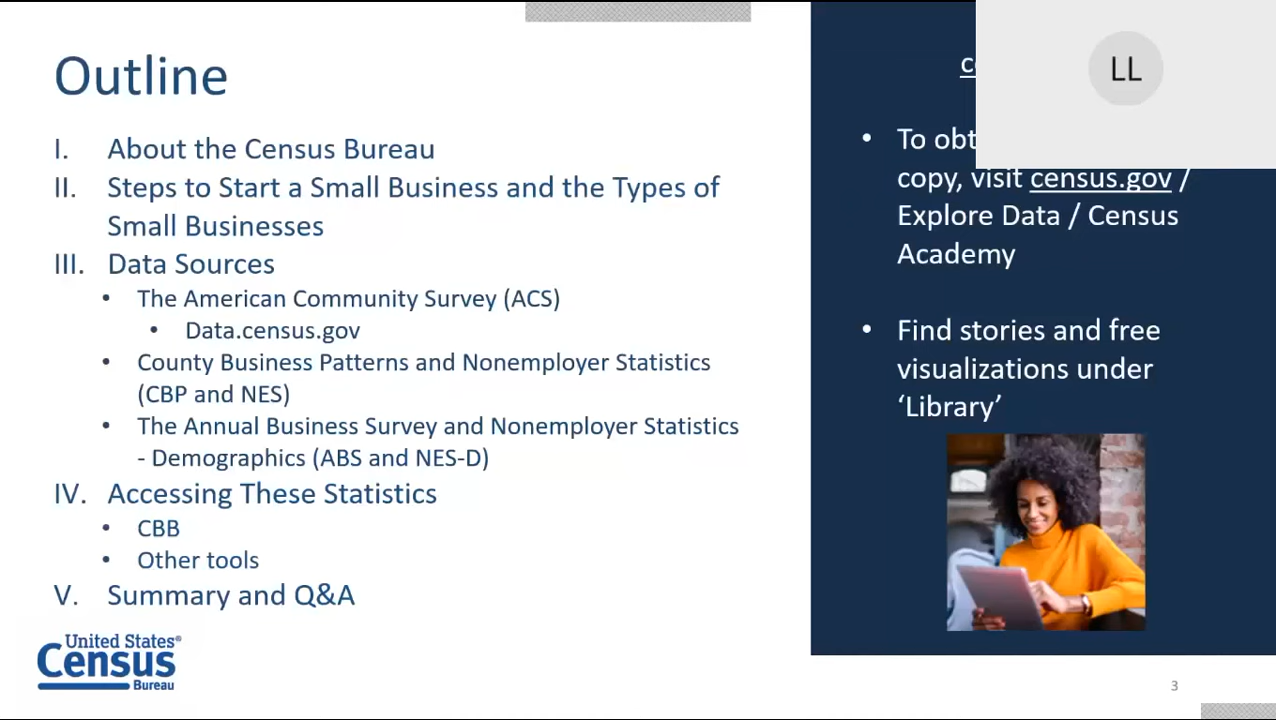 Outline
I. About the Census Bureau
II. Steps to Start a Small Business and the Types of
Small Businesses
III. Data Sources
• The American Community Survey (ACS)
• Data.census.gov
• County Business Patterns and Nonemployer Statistics
(CBP and NES)
• The Annual Business Survey and Nonemployer Statistics
- Demographics (ABS and NES-D)
IV. Accessing These Statistics
• CBB
• Other tools
V. Summary and Q&A
United States®
Census
Bureau
LL
• To
copy, visit census.gov /
Explore Data / Census
Academy
• Find stories and free
visualizations under
‘Library’
3